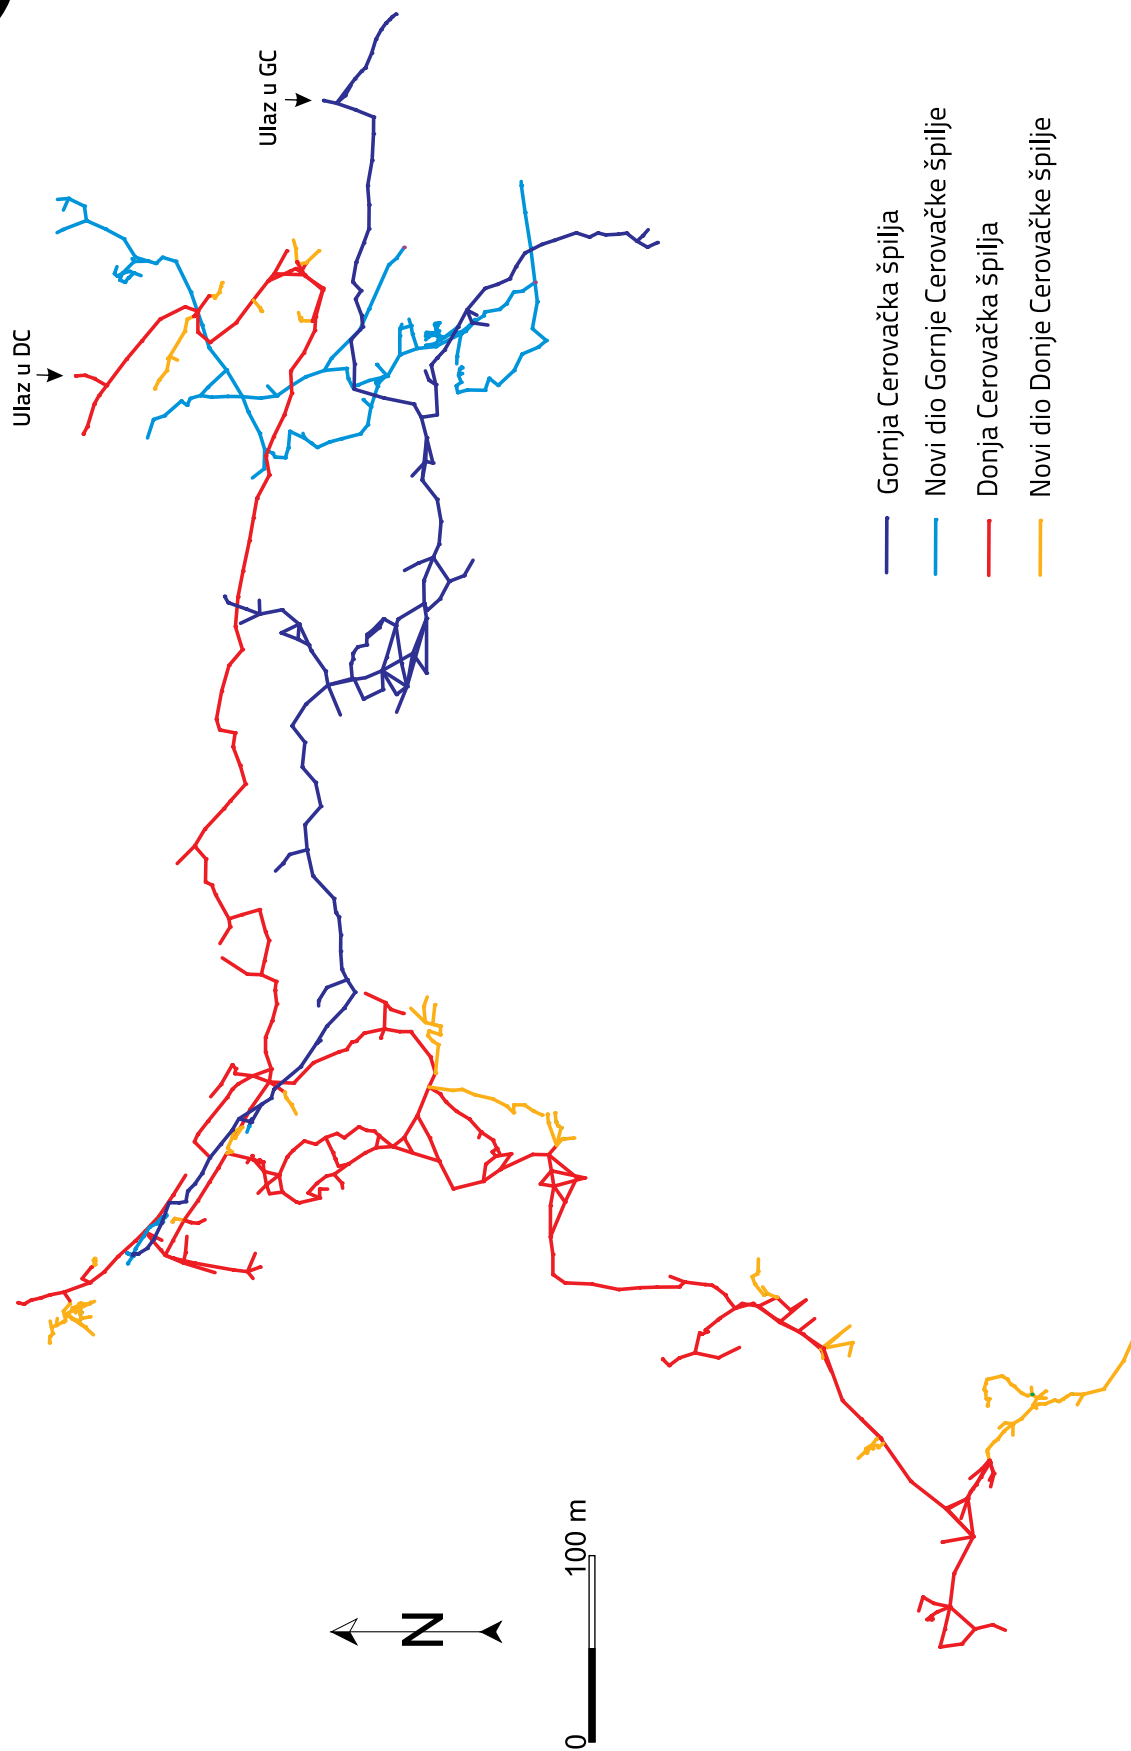 Ulaz u DC
Ulaz u GC
Gornja Cerovačka špilja
Novi dio Gornje Cerovačke špilje
Donja Cerovačka špilja
Novi dio Donje Cerovačke špilje
N
0 100 m